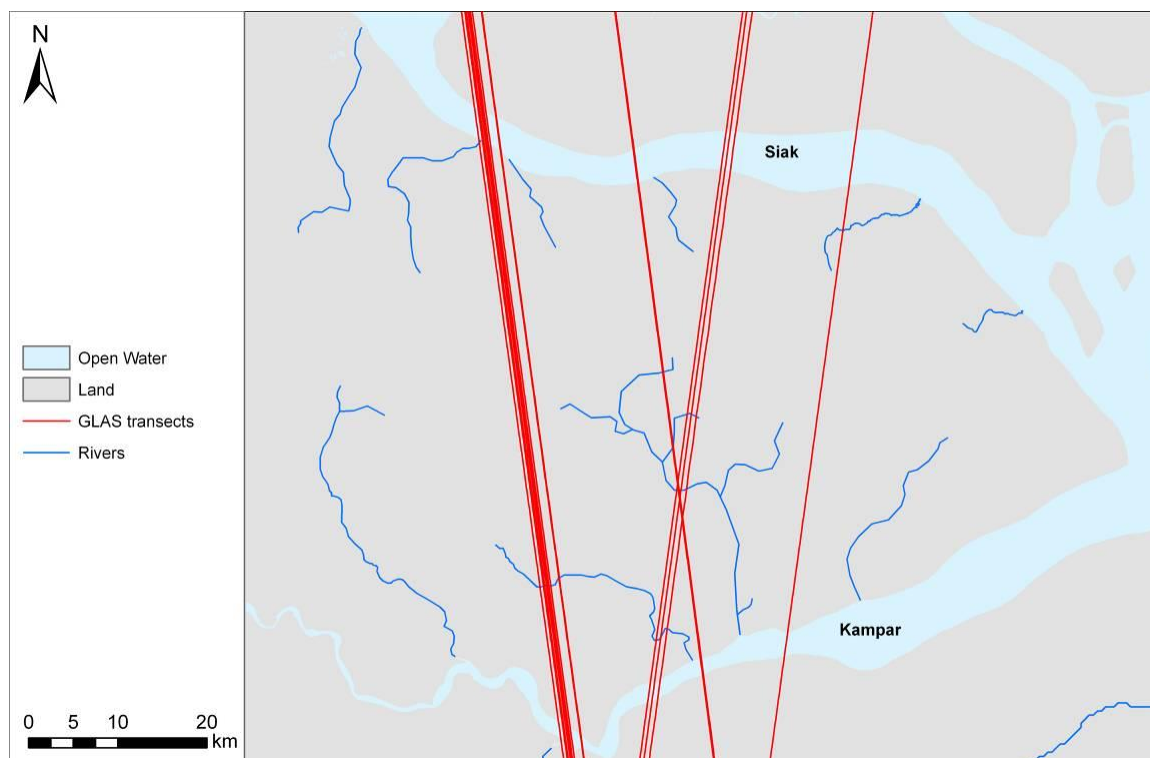 N
Siak
Open Water
Land
GLAS transects
Rivers
Kampar
0 5 10 20
km